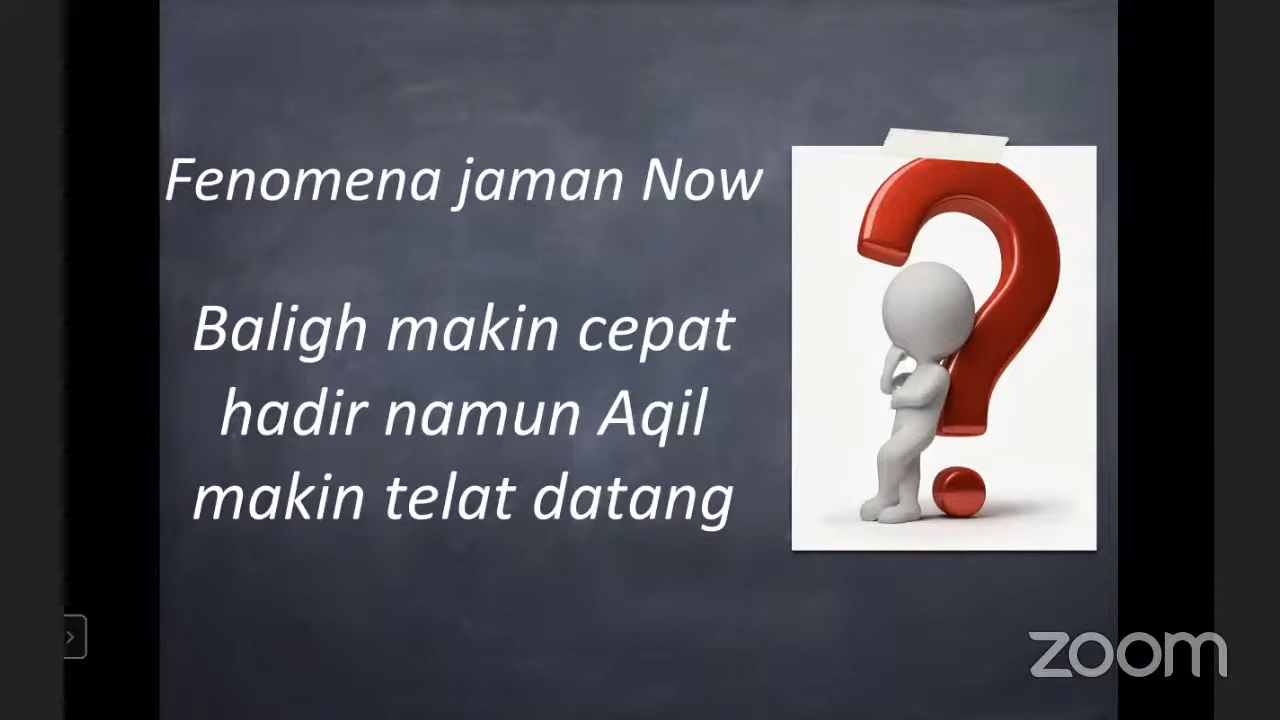 Fenomena jaman Now
Baligh makin cepat
hadir namun Aqil
makin telat datang
zoom